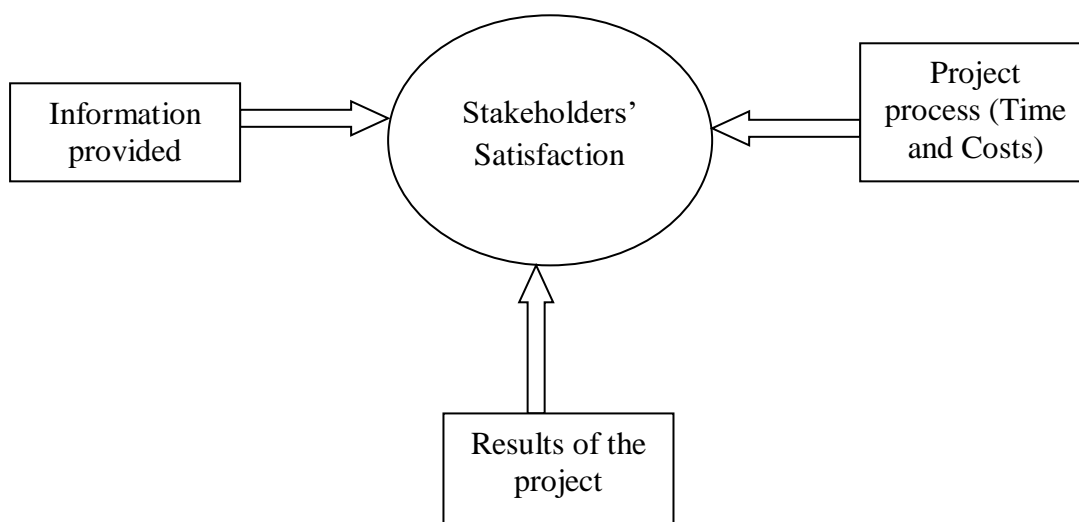 Information
provided
Stakeholders’
Satisfaction
Project
process (Time
and Costs)
Results of the
project